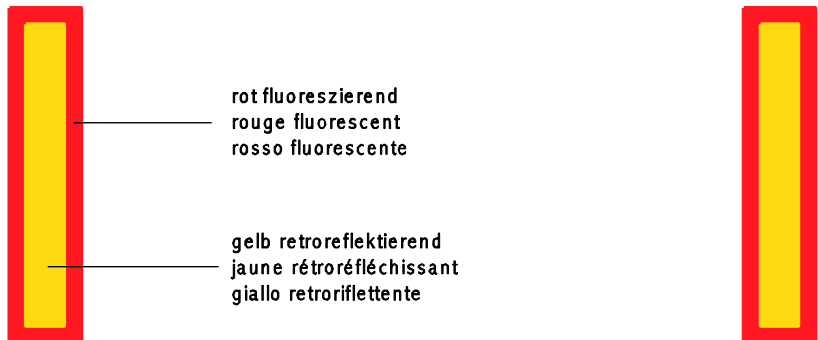 rot fluoreszierend
rouge fluorescent
rosso fluorescente
gelb retroreflektierend
jaune rétroréfléchissant
giallo retroriflettente